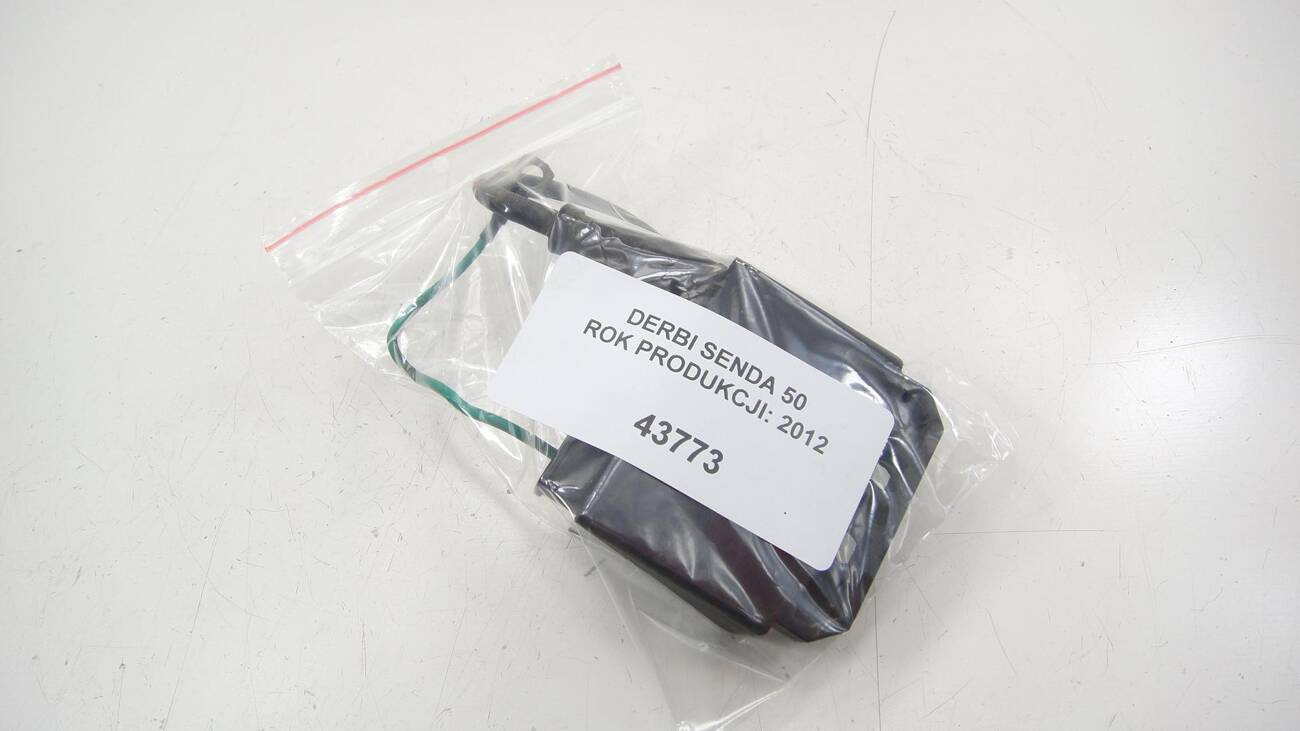 DERBI SENDA 50
ROK PRODUKCJI: 2012
43773